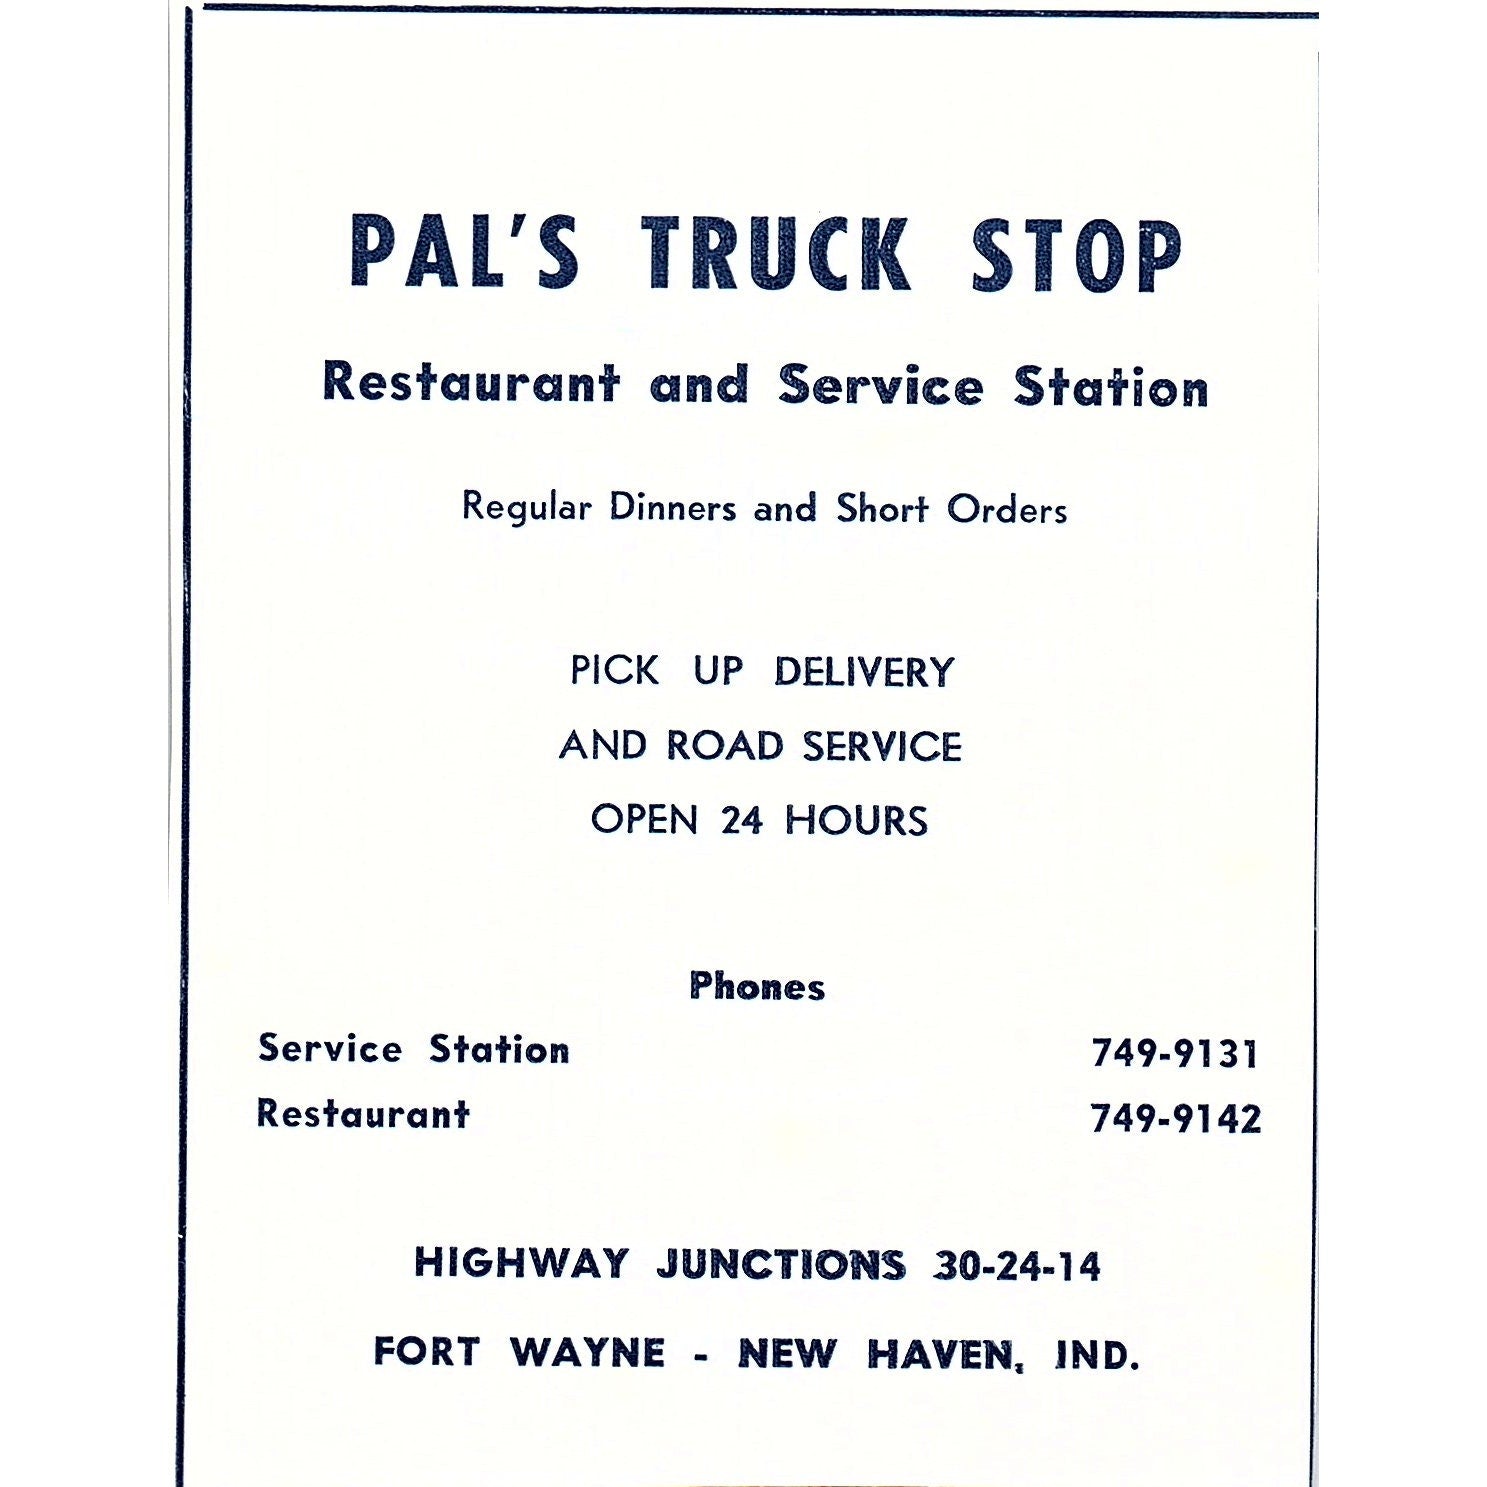 PAL'S TRUCK STOP
Restaurant and Service Station
Regular Dinners and Short Orders
PICK UP DELIVERY
AND ROAD SERVICE
OPEN 24 HOURS
Phones
Service Station 749-9131
Restaurant 749-9142
HIGHWAY JUNCTIONS 30-24-14
FORT WAYNE - NEW HAVEN, IND.